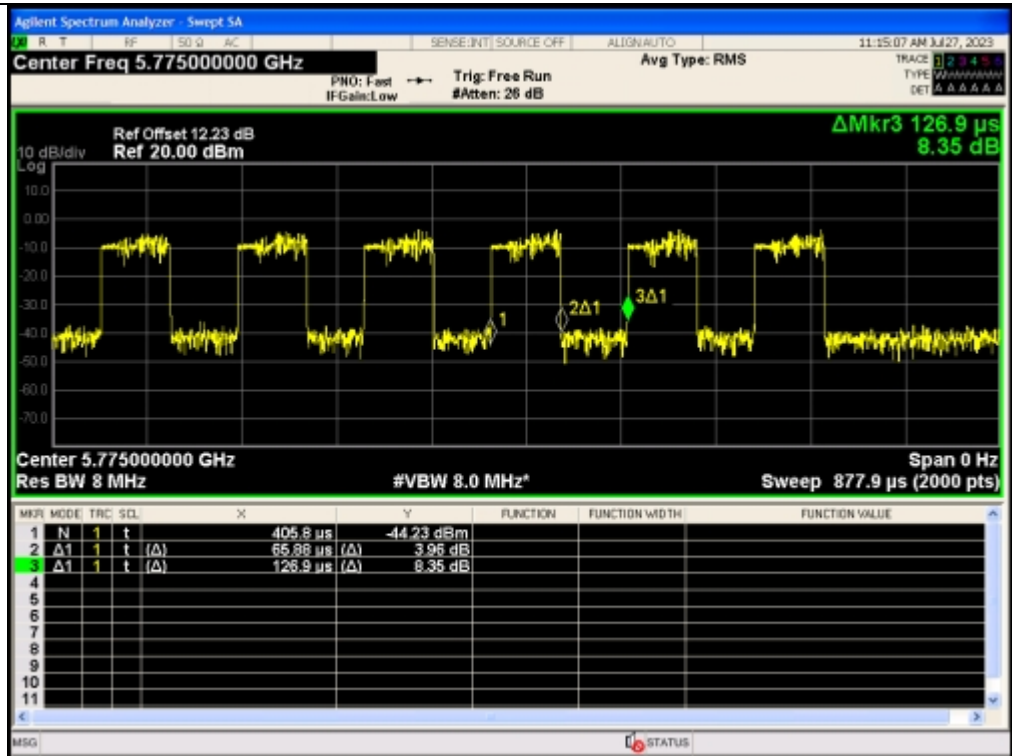 Agilent Spectrum Analyzer - Swept SA
R T RF 50 Ω AC SENSE:INT SOURCE OFF ALIGNAUTO 11:15:07 AM Jul 27, 2023
Center Freq 5.775000000 GHz Avg Type: RMS TRACE 1 2 3 4 5 6
PNO: Fast Trig: Free Run TYPE
IFGain:Low #Atten: 26 dB DET A A A A A A
ΔMkr3 126.9 µs
Ref Offset 12.23 dB
10 dB/div Ref 20.00 dBm 8.35 dB
Log
10.0
0.00
-10.0
-20.0
-30.0
3Δ1
2Δ1
1
-40.0
-50.0
-60.0
-70.0
Center 5.775000000 GHz Span 0 Hz
Res BW 8 MHz #VBW 8.0 MHz* Sweep 877.9 µs (2000 pts)
MKR MODE TRC SCL X Y FUNCTION FUNCTION WIDTH FUNCTION VALUE
1 N 1 t 405.8 µs -44.23 dBm
2 Δ1 1 t (Δ) 65.88 µs (Δ) 3.96 dB
3 Δ1 1 t (Δ) 126.9 µs (Δ) 8.35 dB
4
5
6
7
8
9
10
11
MSG STATUS